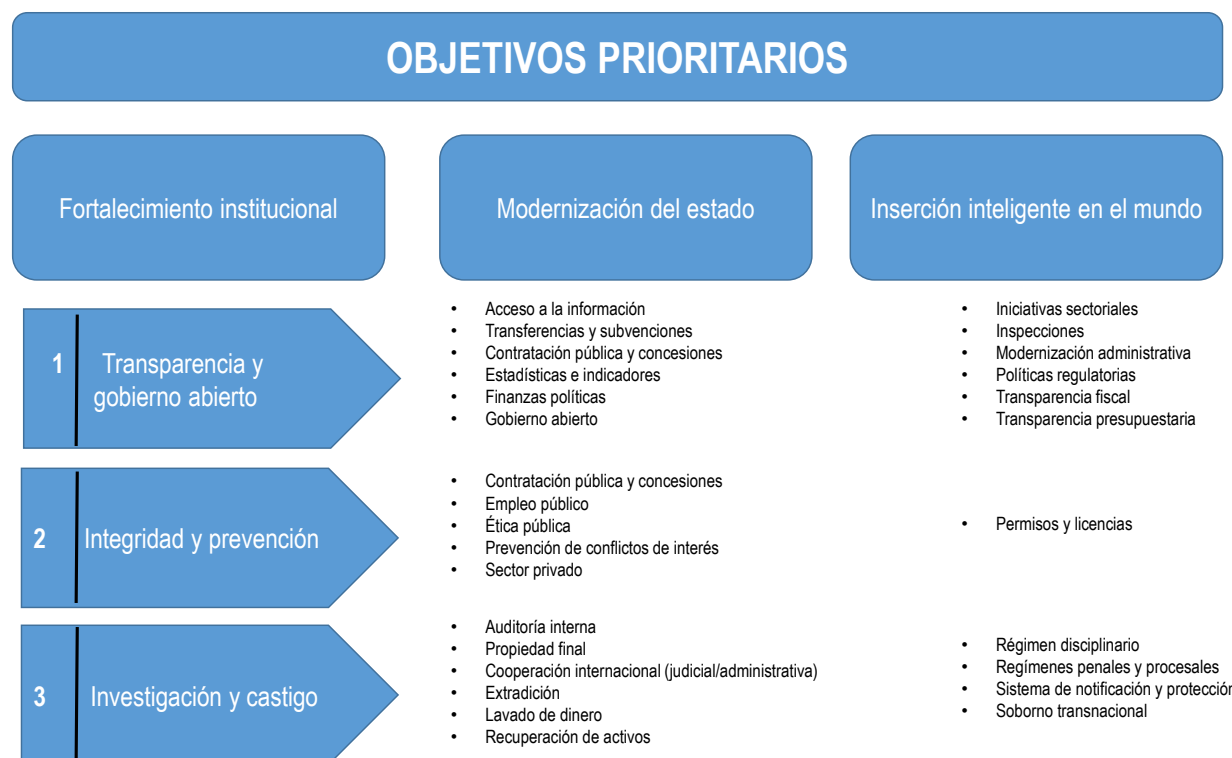 OBJETIVOS PRIORITARIOS
Fortalecimiento institucional
Modernización del estado
Inserción inteligente en el mundo
1 Transparencia y
gobierno abierto
• Acceso a la información
• Transferencias y subvenciones
• Contratación pública y concesiones
• Estadísticas e indicadores
• Finanzas políticas
• Gobierno abierto
• Iniciativas sectoriales
• Inspecciones
• Modernización administrativa
• Políticas regulatorias
• Transparencia fiscal
• Transparencia presupuestaria
2 Integridad y prevención
• Contratación pública y concesiones
• Empleo público
• Ética pública
• Prevención de conflictos de interés
• Sector privado
• Permisos y licencias
3 Investigación y castigo
• Auditoría interna
• Propiedad final
• Cooperación internacional (judicial/administrativa)
• Extradición
• Lavado de dinero
• Recuperación de activos
• Régimen disciplinario
• Regímenes penales y procesales
• Sistema de notificación y protección
• Soborno transnacional